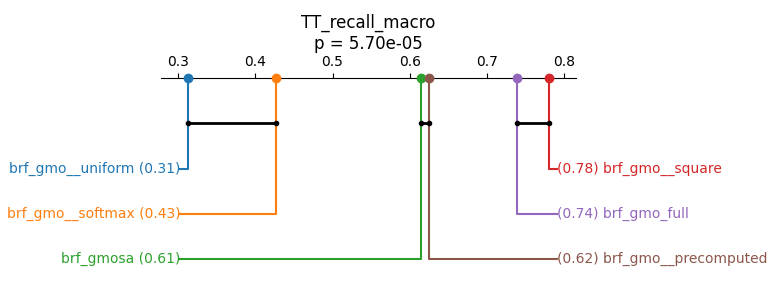 TT_recall_macro
p = 5.70e-05
0.3 0.4 0.5 0.6 0.7 0.8
brf_gmo__uniform (0.31) (0.78) brf_gmo__square
brf_gmo__softmax (0.43) (0.74) brf_gmo_full
brf_gmosa (0.61) (0.62) brf_gmo__precomputed